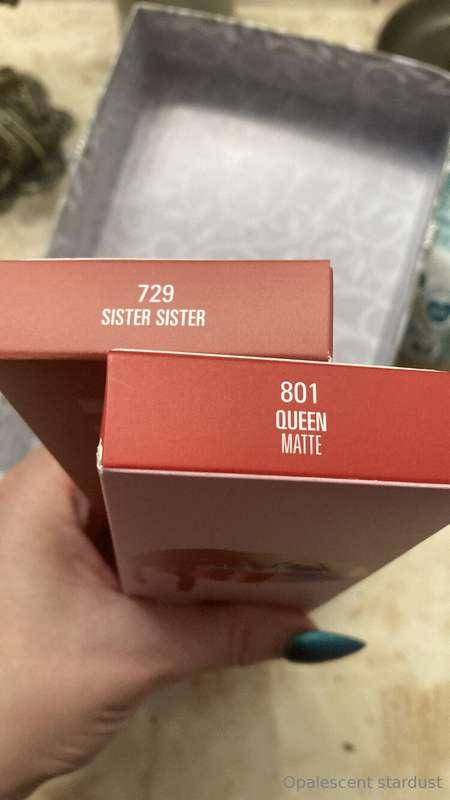 729
SISTER SISTER
801
QUEEN
MATTE
Opalescent stardust